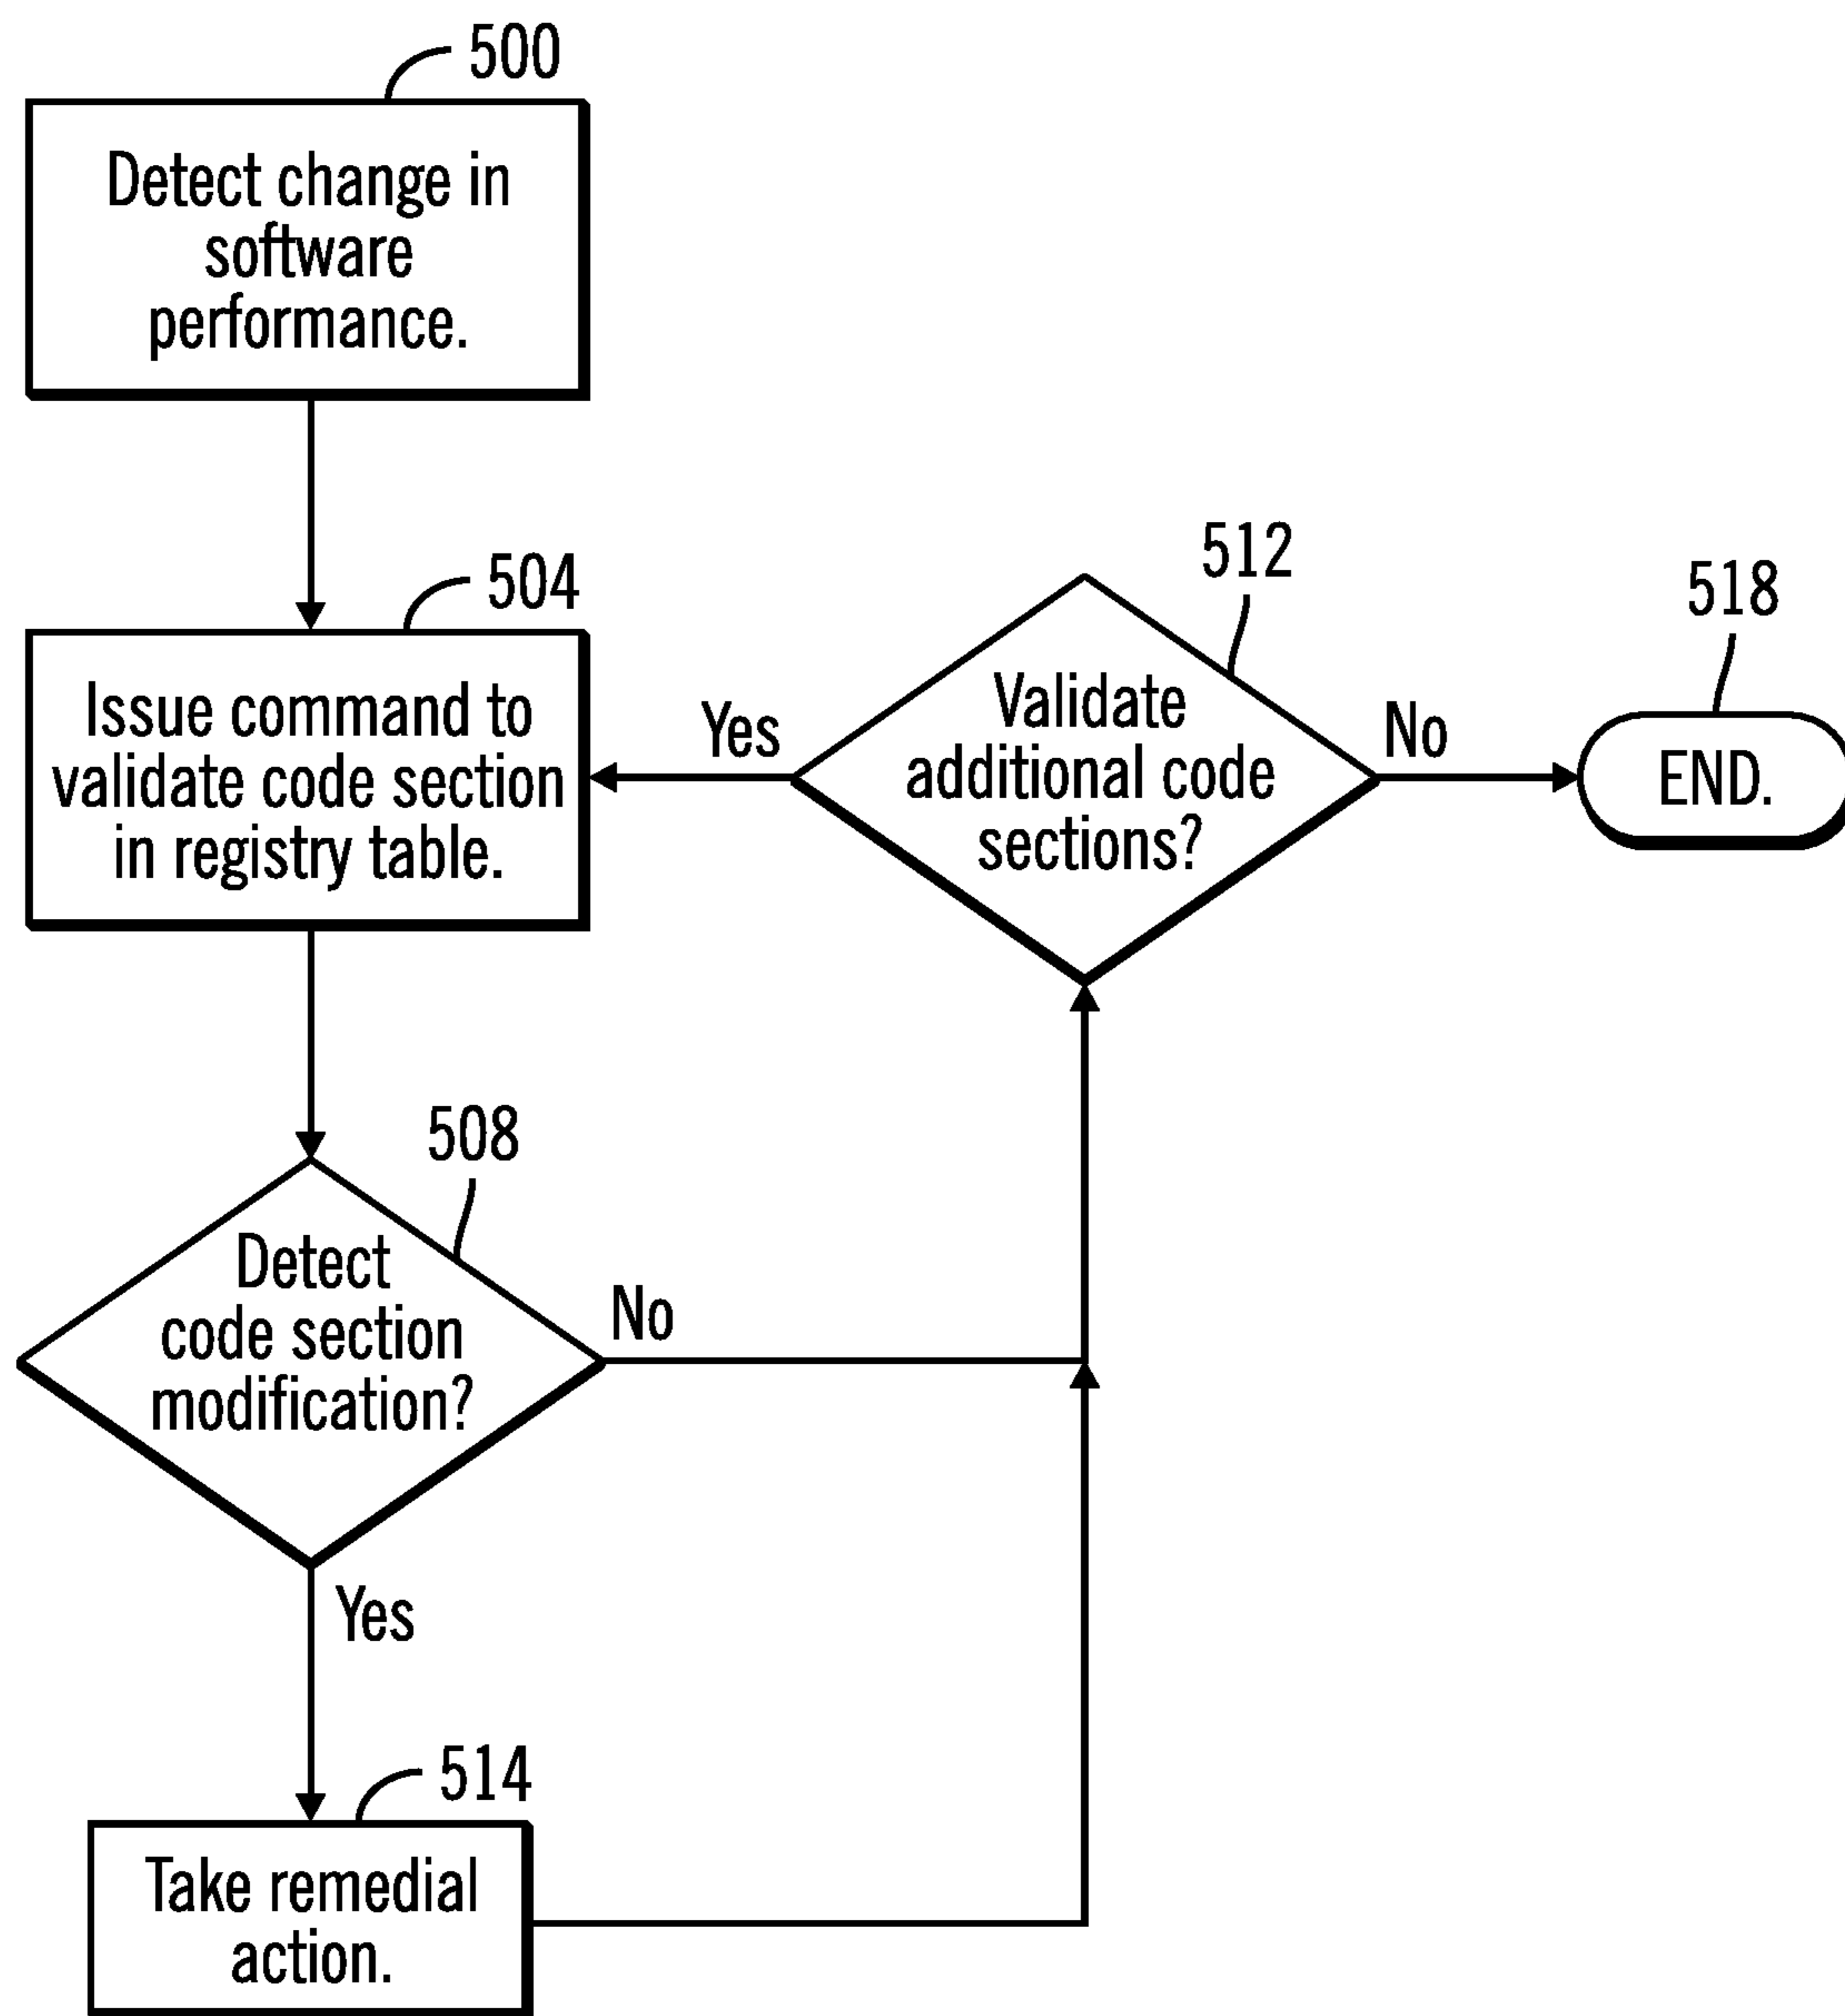 500
Detect change in
software
performance.
504
Issue command to
validate code section
in registry table.
512
Validate
additional code
sections?
Yes
No
518
END.
508
Detect
code section
modification?
No
Yes
514
Take remedial
action.